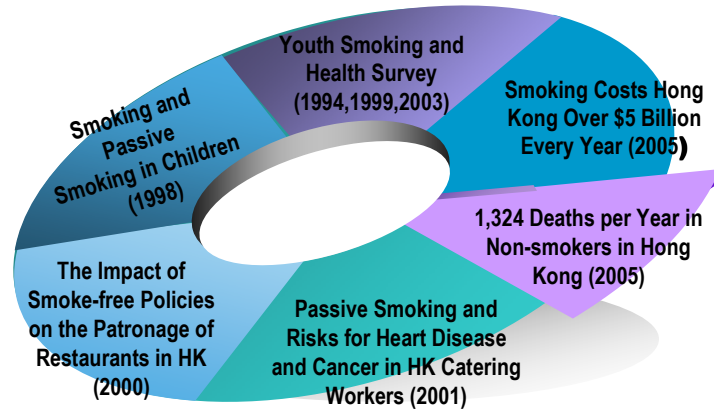 Youth Smoking and
Health Survey
(1994,1999,2003)
Smoking Costs Hong
Kong Over $5 Billion
Every Year (2005)
1,324 Deaths per Year in
Non-smokers in Hong
Kong (2005)
Passive Smoking and
Risks for Heart Disease
and Cancer in HK Catering
Workers (2001)
The Impact of
Smoke-free Policies
on the Patronage of
Restaurants in HK
(2000)
Smoking and
Passive
Smoking in Children
(1998)